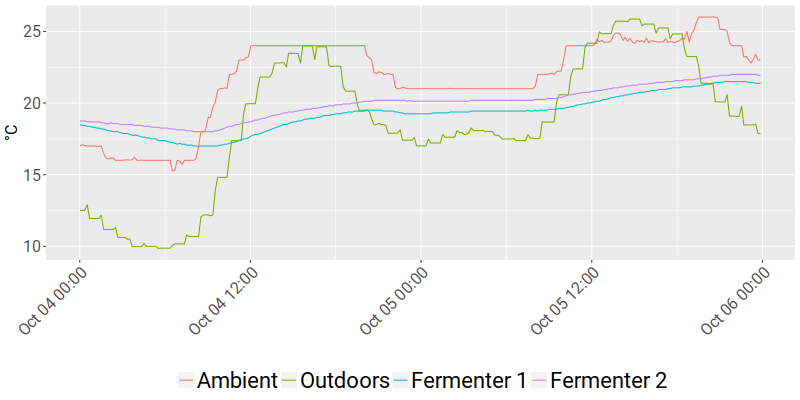 25
20
15
10
°C
Oct 04 00:00
Oct 04 12:00
Oct 05 00:00
Oct 05 12:00
Oct 06 00:00
Ambient Outdoors Fermenter 1 Fermenter 2